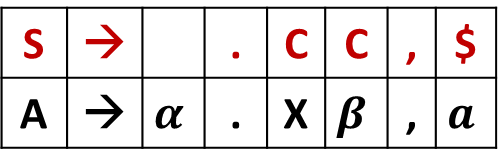 S → . C C , $
A → α . X β , a